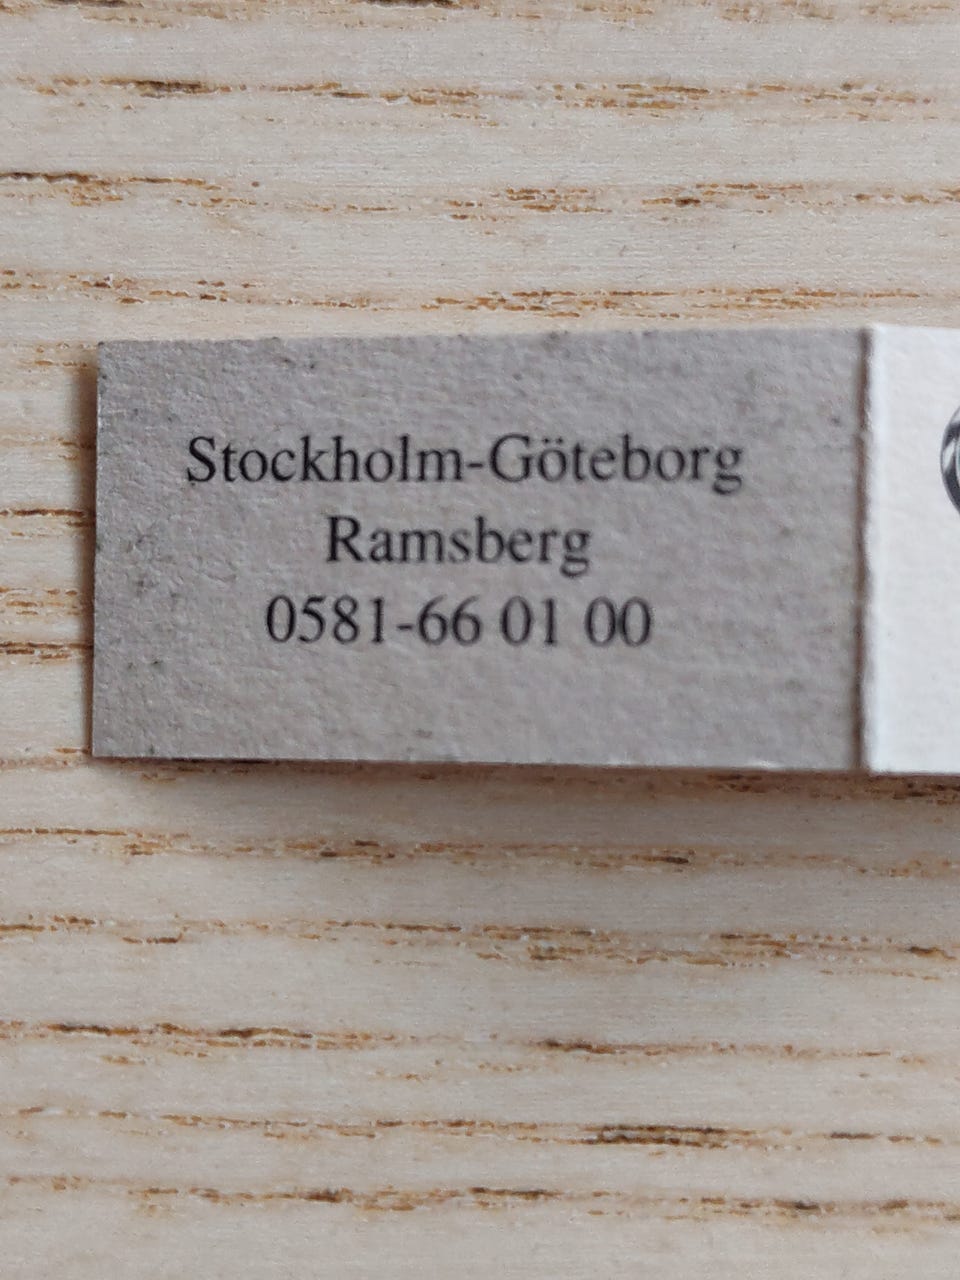 Stockholm-Göteborg
Ramsberg
0581-66 01 00